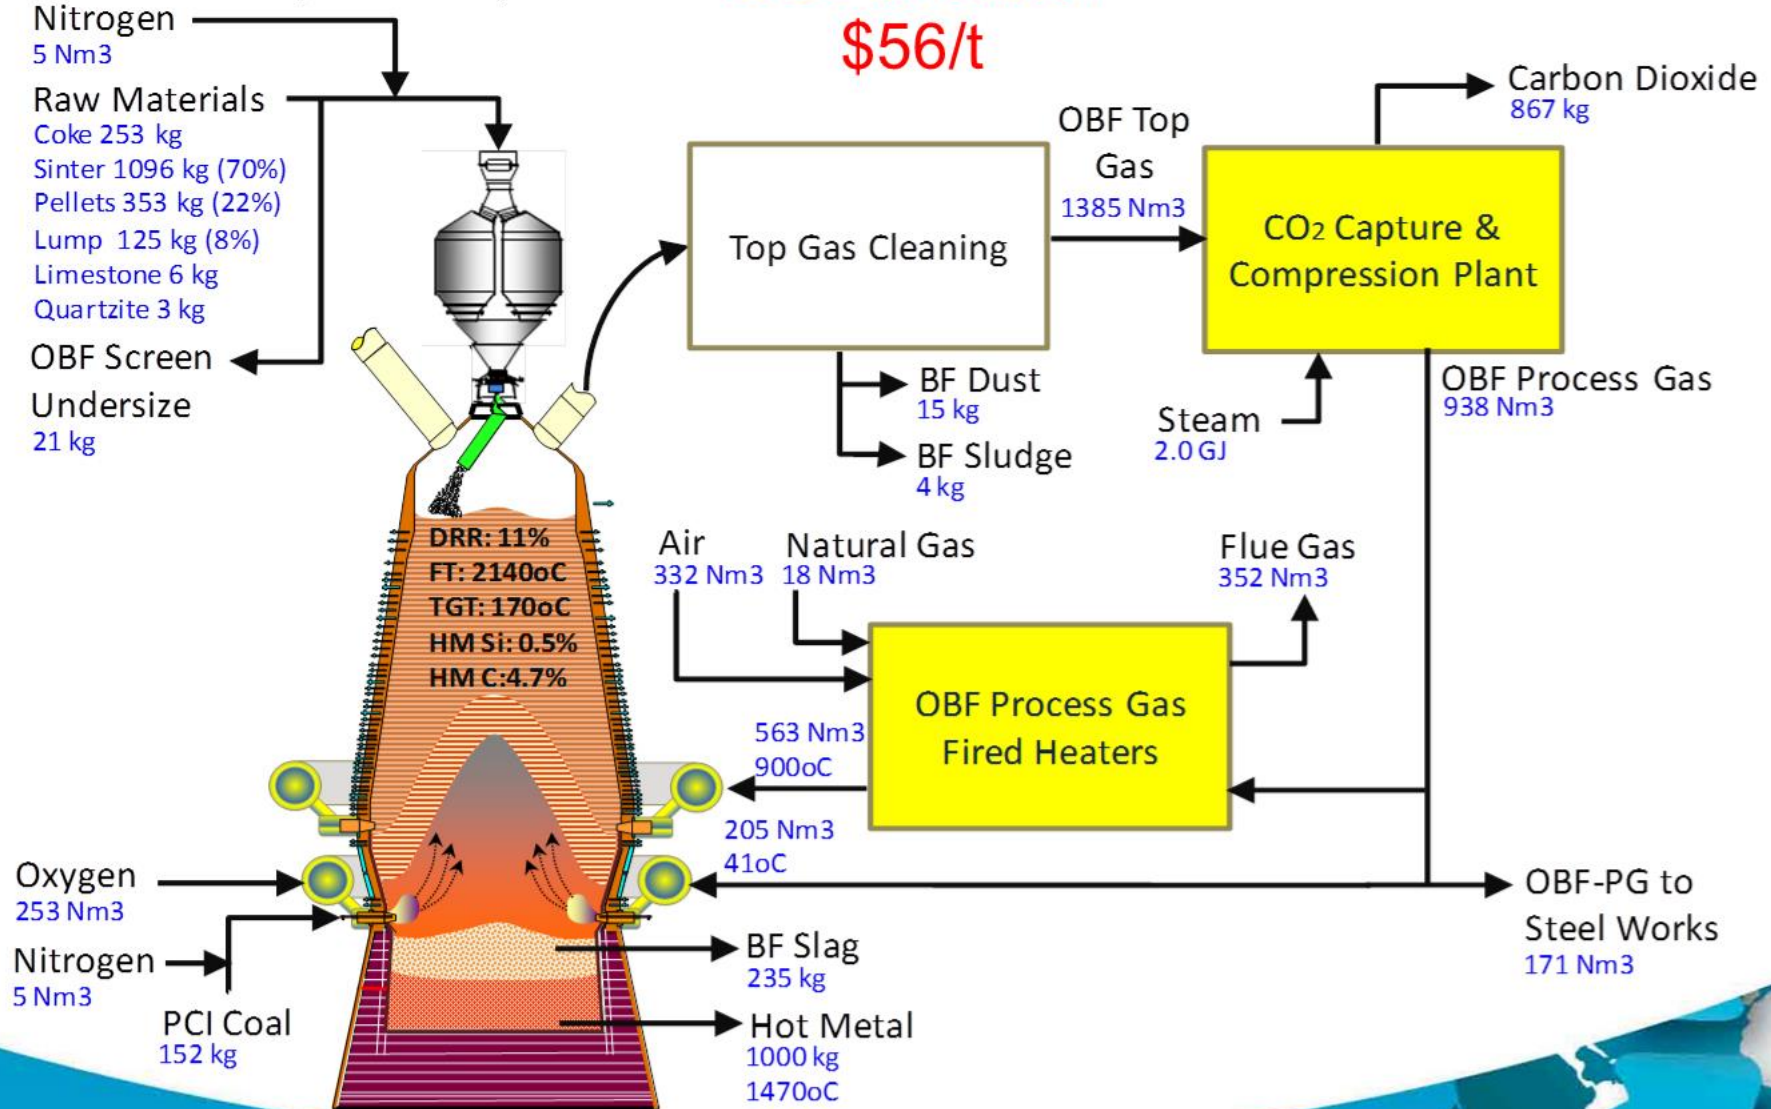 $56/t
Nitrogen
5 Nm3
Raw Materials
Coke 253 kg
Sinter 1096 kg (70%)
Pellets 353 kg (22%)
Lump 125 kg (8%)
Limestone 6 kg
Quartzite 3 kg
OBF Screen
Undersize
21 kg
Top Gas Cleaning
OBF Top
Gas
1385 Nm3
CO2 Capture &
Compression Plant
Carbon Dioxide
867 kg
BF Dust
15 kg
BF Sludge
4 kg
Steam
2.0 GJ
OBF Process Gas
938 Nm3
DRR: 11%
FT: 2140oC
TGT: 170oC
HM Si: 0.5%
HM C:4.7%
Air
332 Nm3
Natural Gas
18 Nm3
Flue Gas
352 Nm3
OBF Process Gas
Fired Heaters
563 Nm3
900oC
205 Nm3
41oC
Oxygen
253 Nm3
Nitrogen
5 Nm3
PCI Coal
152 kg
BF Slag
235 kg
Hot Metal
1000 kg
1470oC
OBF-PG to
Steel Works
171 Nm3